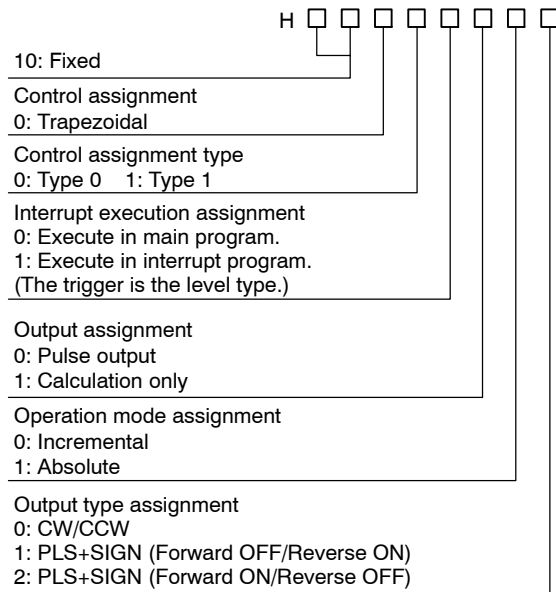 H □ □ □ □ □ □ □ □
10: Fixed
Control assignment
0: Trapezoidal
Control assignment type
0: Type 0 1: Type 1
Interrupt execution assignment
0: Execute in main program.
1: Execute in interrupt program.
(The trigger is the level type.)
Output assignment
0: Pulse output
1: Calculation only
Operation mode assignment
0: Incremental
1: Absolute
Output type assignment
0: CW/CCW
1: PLS+SIGN (Forward OFF/Reverse ON)
2: PLS+SIGN (Forward ON/Reverse OFF)